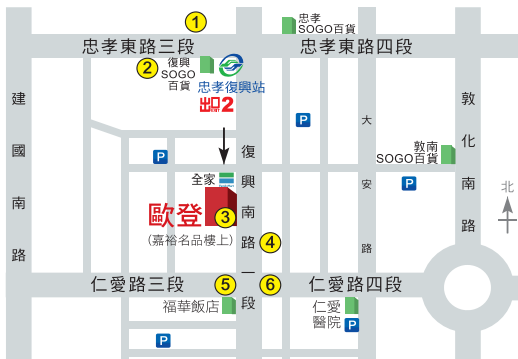 1
忠孝
SOGO百貨
忠孝東路三段
忠孝東路四段
2
復興
SOGO
百貨
忠孝復興站
出口2
建國南路
敦化南路
大安路
復興南路一段
P
P
P
敦南
SOGO百貨
北
全家
歐登
3
(嘉裕名品樓上)
4
仁愛路三段
5
6
仁愛路四段
福華飯店
仁愛
醫院
P
P